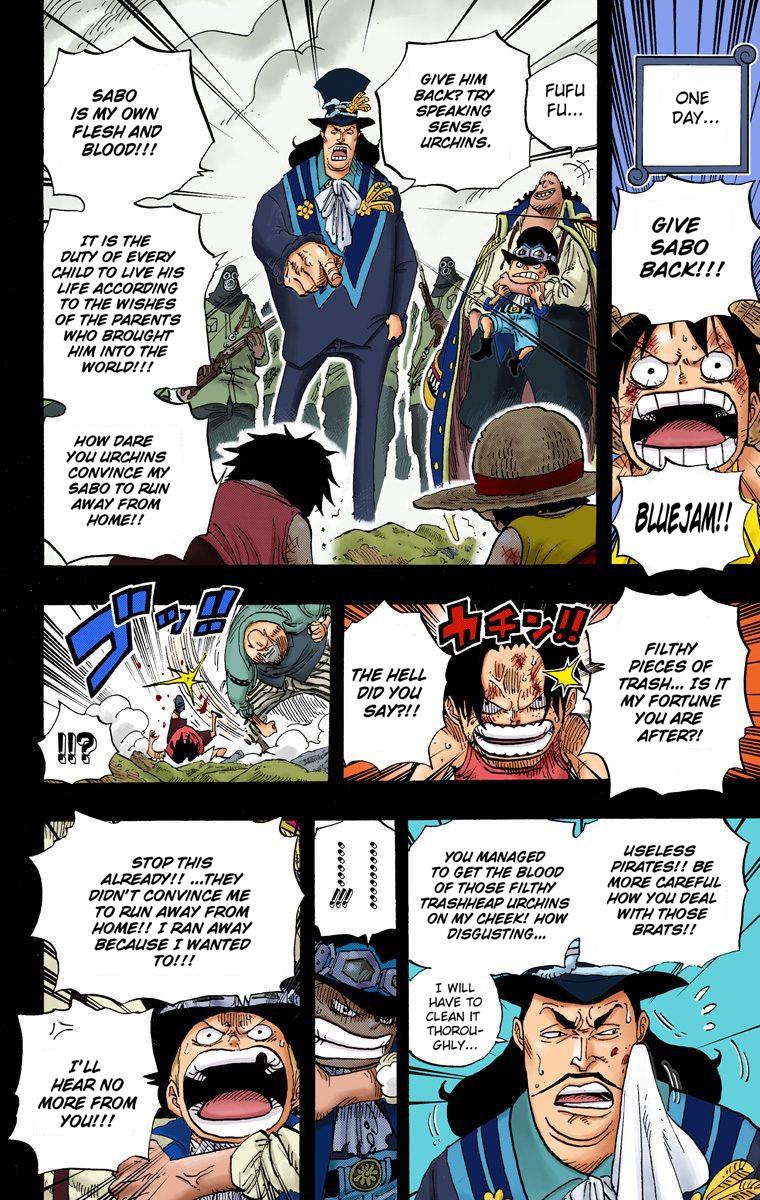 ONE
DAY...
GIVE
SABO
BACK!!!
BLUEJAM!!
FUFU
FU...
GIVE HIM
BACK? TRY
SPEAKING
SENSE,
URCHINS.
SABO
IS MY OWN
FLESH AND
BLOOD!!!
IT IS THE
DUTY OF EVERY
CHILD TO LIVE HIS
LIFE ACCORDING
TO THE WISHES
OF THE PARENTS
WHO BROUGHT
HIM INTO THE
WORLD!!!
HOW DARE
YOU URCHINS
CONVINCE MY
SABO TO RUN
AWAY FROM
HOME!!
FILTHY
PIECES OF
TRASH... IS IT
MY FORTUNE
YOU ARE
AFTER?!
カチン!!
THE HELL
DID YOU
SAY?!!
ブッ!!
!!?
USELESS
PIRATES!! BE
MORE CAREFUL
HOW YOU DEAL
WITH THOSE
BRATS!!
YOU MANAGED
TO GET THE BLOOD
OF THOSE FILTHY
TRASHHEAP URCHINS
ON MY CHEEK! HOW
DISGUSTING...
I WILL
HAVE TO
CLEAN IT
THOROU-
GHLY...
.........
......!!!
STOP THIS
ALREADY!! ...THEY
DIDN'T CONVINCE ME
TO RUN AWAY FROM
HOME!! I RAN AWAY
BECAUSE I WANTED
TO!!!
I'LL
HEAR NO
MORE FROM
YOU!!!